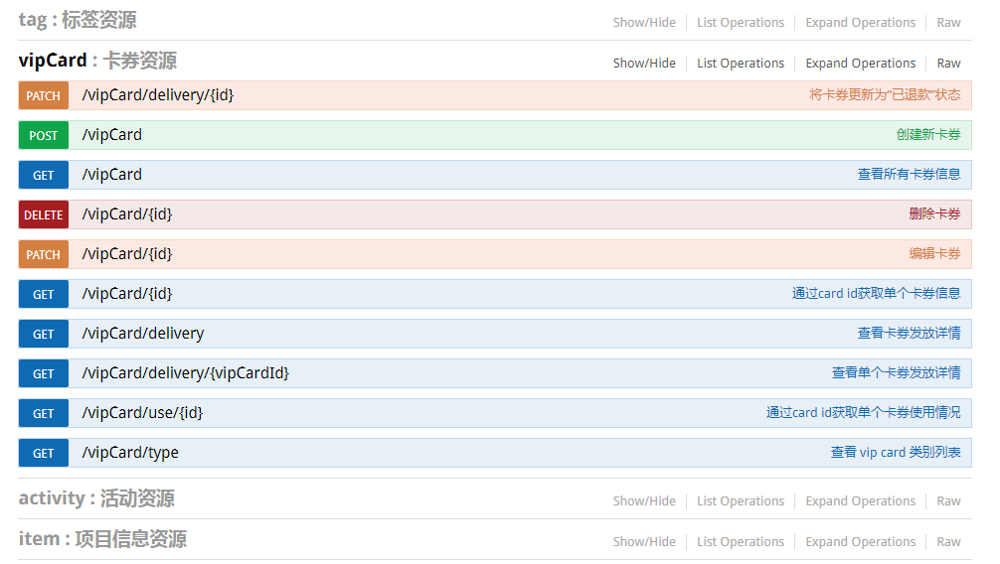 tag : 标签资源 Show/Hide List Operations Expand Operations Raw
vipCard : 卡券资源 Show/Hide List Operations Expand Operations Raw
PATCH /vipCard/delivery/{id} 将卡券更新为“已退款”状态
POST /vipCard 创建新卡券
GET /vipCard 查看所有卡券信息
DELETE /vipCard/{id} 删除卡券
PATCH /vipCard/{id} 编辑卡券
GET /vipCard/{id} 通过card id获取单个卡券信息
GET /vipCard/delivery 查看卡券发放详情
GET /vipCard/delivery/{vipCardId} 查看单个卡券发放详情
GET /vipCard/use/{id} 通过card id获取单个卡券使用情况
GET /vipCard/type 查看 vip card 类别列表
activity : 活动资源 Show/Hide List Operations Expand Operations Raw
item : 项目信息资源 Show/Hide List Operations Expand Operations Raw